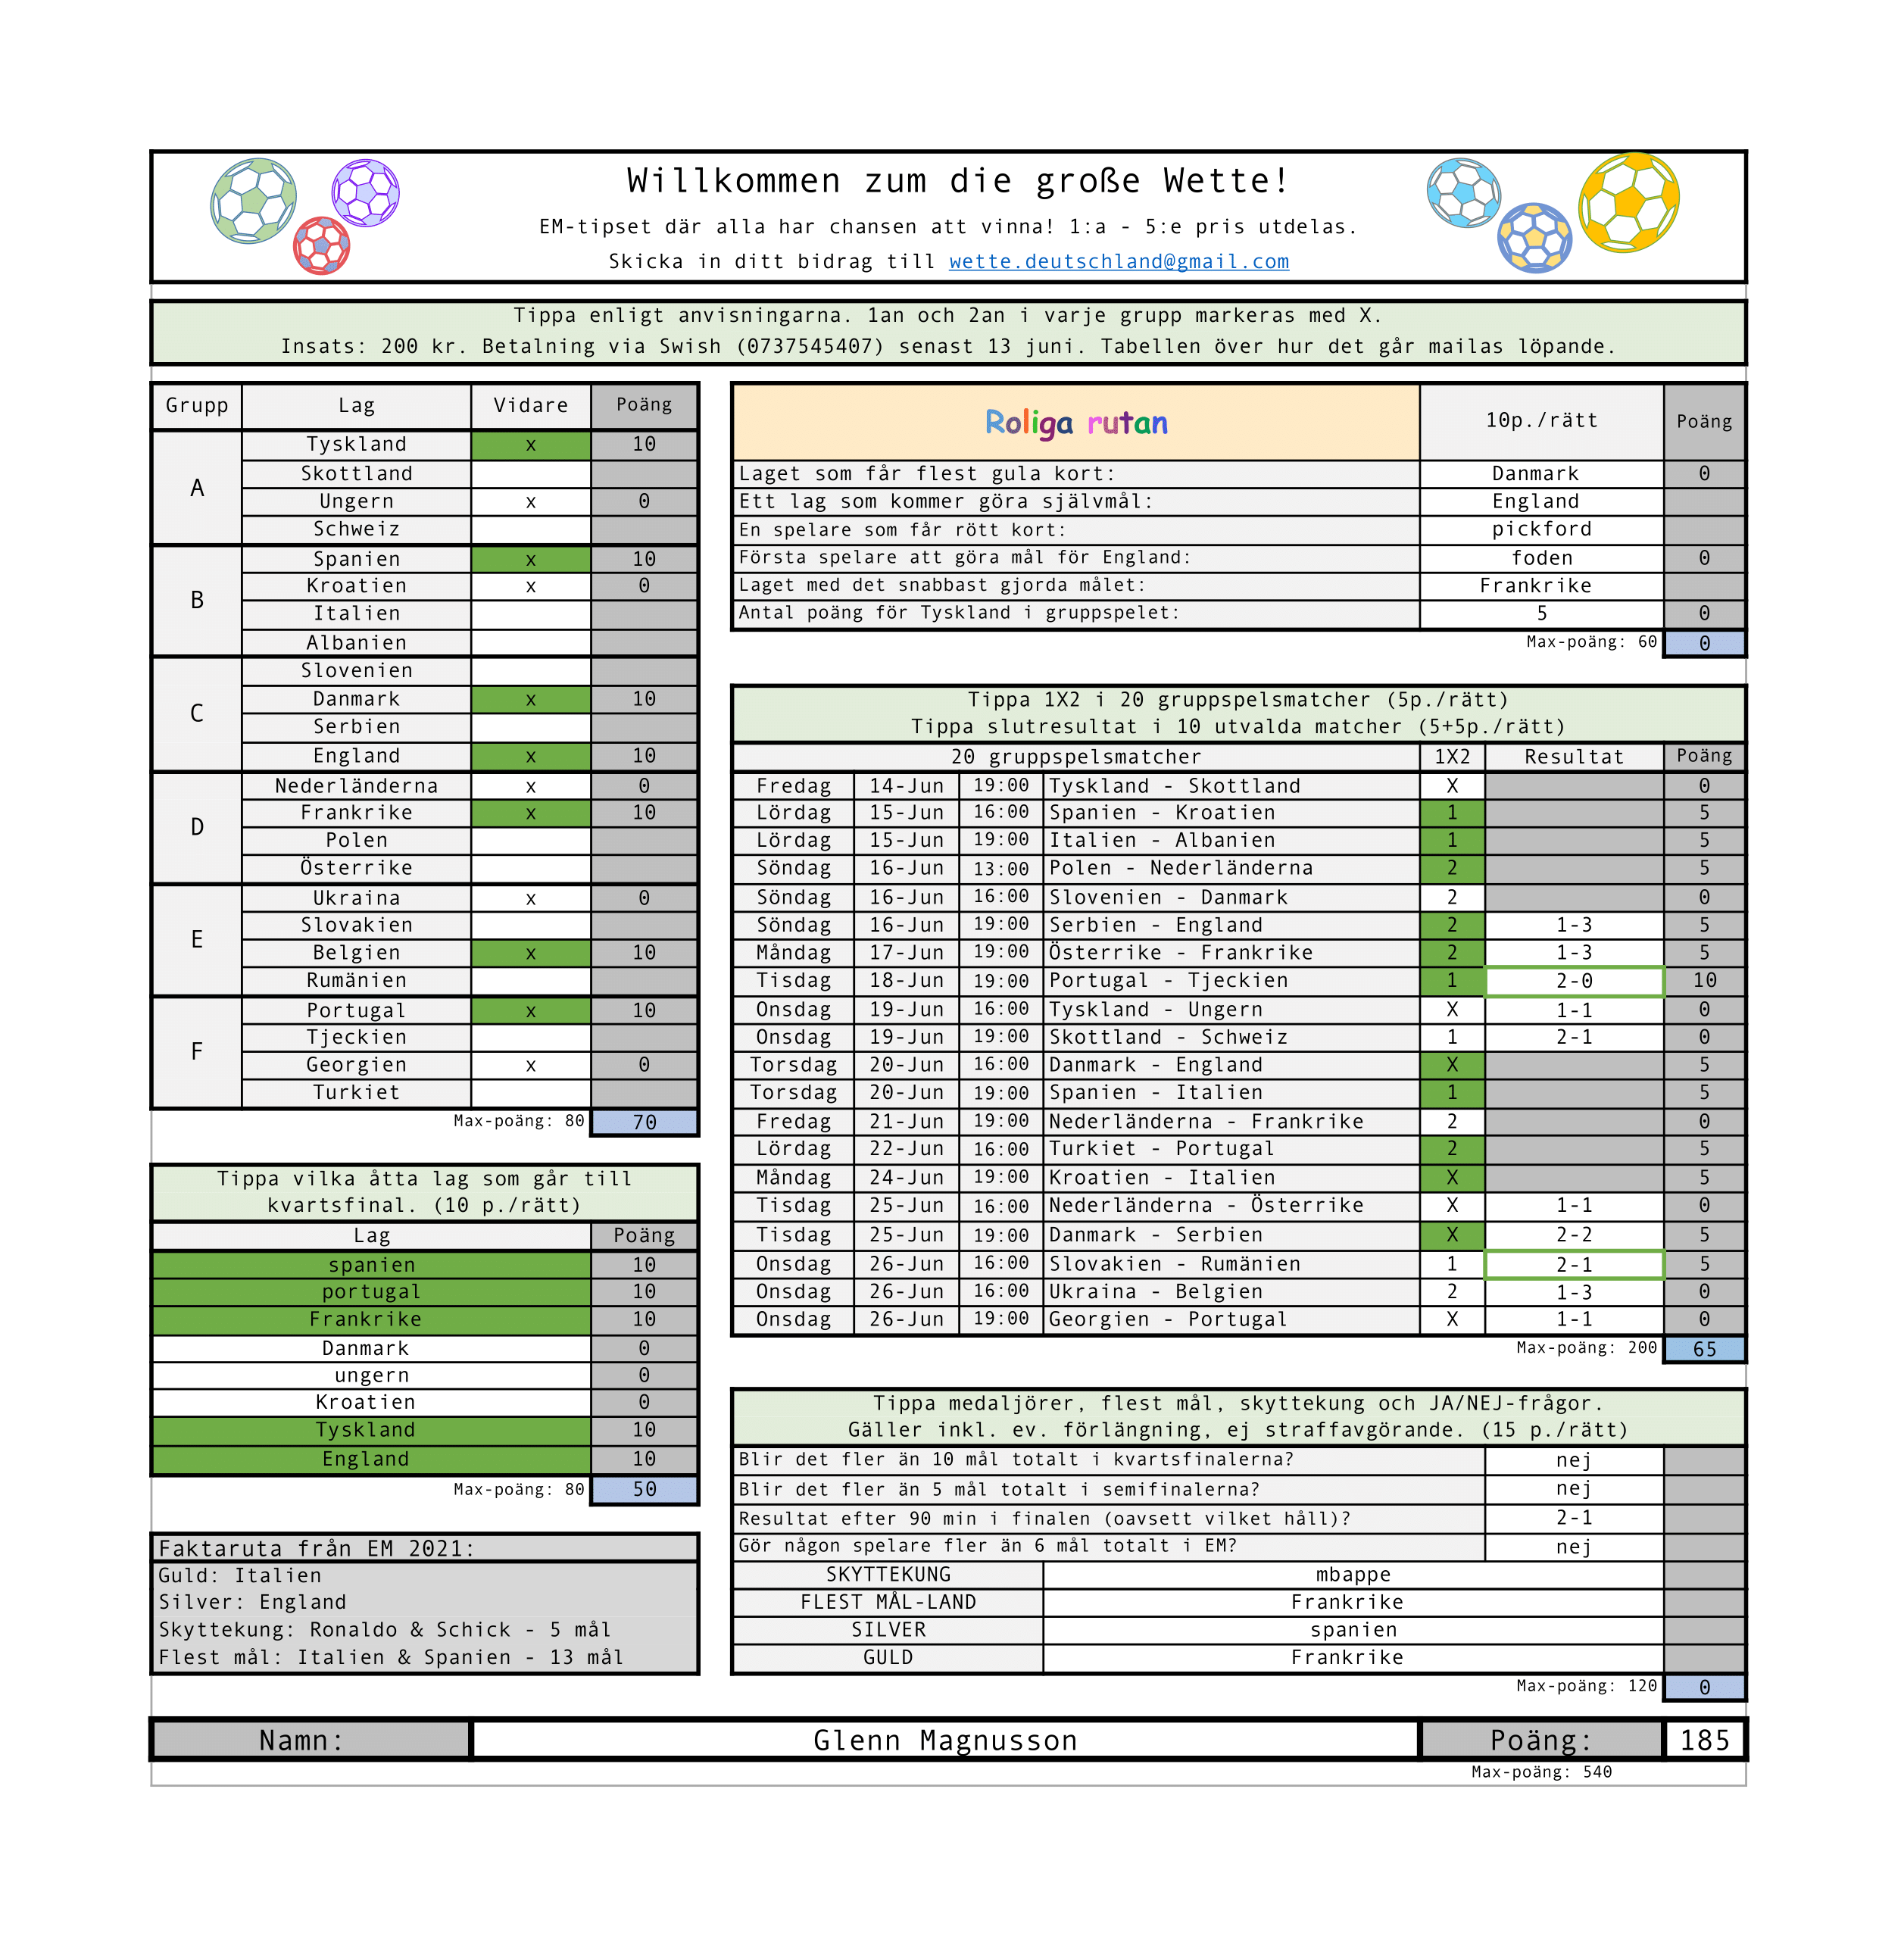 Willkommen zum die große Wette!
EM-tipset där alla har chansen att vinna! 1:a - 5:e pris utdelas.
Skicka in ditt bidrag till wette.deutschland@gmail.com
Tippa enligt anvisningarna. 1an och 2an i varje grupp markeras med X.
Insats: 200 kr. Betalning via Swish (0737545407) senast 13 juni. Tabellen över hur det går mailas löpande.
Grupp Lag Vidare Poäng
A
Tyskland x 10
Skottland
Ungern x 0
Schweiz
B
Spanien x 10
Kroatien x 0
Italien
Albanien
C
Slovenien
Danmark x 10
Serbien
England x 10
D
Nederländerna x 0
Frankrike x 10
Polen
Österrike
E
Ukraina x 0
Slovakien
Belgien x 10
Rumänien
F
Portugal x 10
Tjeckien
Georgien x 0
Turkiet
Max-poäng: 80 70
Tippa vilka åtta lag som går till
kvartsfinal. (10 p./rätt)
Lag Poäng
spanien 10
portugal 10
Frankrike 10
Danmark 0
ungern 0
Kroatien 0
Tyskland 10
England 10
Max-poäng: 80 50
Faktaruta från EM 2021:
Guld: Italien
Silver: England
Skyttekung: Ronaldo & Schick - 5 mål
Flest mål: Italien & Spanien - 13 mål
Roliga rutan 10p./rätt Poäng
Laget som får flest gula kort: Danmark 0
Ett lag som kommer göra självmål: England
En spelare som får rött kort: pickford
Första spelare att göra mål för England: foden 0
Laget med det snabbast gjorda målet: Frankrike
Antal poäng för Tyskland i gruppspelet: 5 0
Max-poäng: 60 0
Tippa 1X2 i 20 gruppspelsmatcher (5p./rätt)
Tippa slutresultat i 10 utvalda matcher (5+5p./rätt)
20 gruppspelsmatcher 1X2 Resultat Poäng
Fredag 14-Jun 19:00 Tyskland - Skottland X 0
Lördag 15-Jun 16:00 Spanien - Kroatien 1 5
Lördag 15-Jun 19:00 Italien - Albanien 1 5
Söndag 16-Jun 13:00 Polen - Nederländerna 2 5
Söndag 16-Jun 16:00 Slovenien - Danmark 2 0
Söndag 16-Jun 19:00 Serbien - England 2 1-3 5
Måndag 17-Jun 19:00 Österrike - Frankrike 2 1-3 5
Tisdag 18-Jun 19:00 Portugal - Tjeckien 1 2-0 10
Onsdag 19-Jun 16:00 Tyskland - Ungern X 1-1 0
Onsdag 19-Jun 19:00 Skottland - Schweiz 1 2-1 0
Torsdag 20-Jun 16:00 Danmark - England X 5
Torsdag 20-Jun 19:00 Spanien - Italien 1 5
Fredag 21-Jun 19:00 Nederländerna - Frankrike 2 0
Lördag 22-Jun 16:00 Turkiet - Portugal 2 5
Måndag 24-Jun 19:00 Kroatien - Italien X 5
Tisdag 25-Jun 16:00 Nederländerna - Österrike X 1-1 0
Tisdag 25-Jun 19:00 Danmark - Serbien X 2-2 5
Onsdag 26-Jun 16:00 Slovakien - Rumänien 1 2-1 5
Onsdag 26-Jun 16:00 Ukraina - Belgien 2 1-3 0
Onsdag 26-Jun 19:00 Georgien - Portugal X 1-1 0
Max-poäng: 200 65
Tippa medaljörer, flest mål, skyttekung och JA/NEJ-frågor.
Gäller inkl. ev. förlängning, ej straffavgörande. (15 p./rätt)
Blir det fler än 10 mål totalt i kvartsfinalerna? nej
Blir det fler än 5 mål totalt i semifinalerna? nej
Resultat efter 90 min i finalen (oavsett vilket håll)? 2-1
Gör någon spelare fler än 6 mål totalt i EM? nej
SKYTTEKUNG mbappe
FLEST MÅL-LAND Frankrike
SILVER spanien
GULD Frankrike
Max-poäng: 120 0
Namn: Glenn Magnusson Poäng: 185
Max-poäng: 540